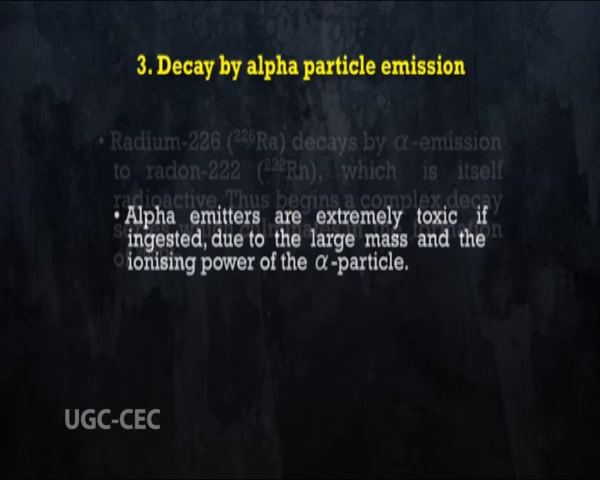 3. Decay by alpha particle emission
• Radium-226 (²²⁶Ra) decays by α-emission
to radon-222 (²²²Rn), which is itself
radioactive. Thus begins a complex decay
• Alpha emitters are extremely toxic if
ingested, due to the large mass and the
ionising power of the α-particle.
UGC-CEC